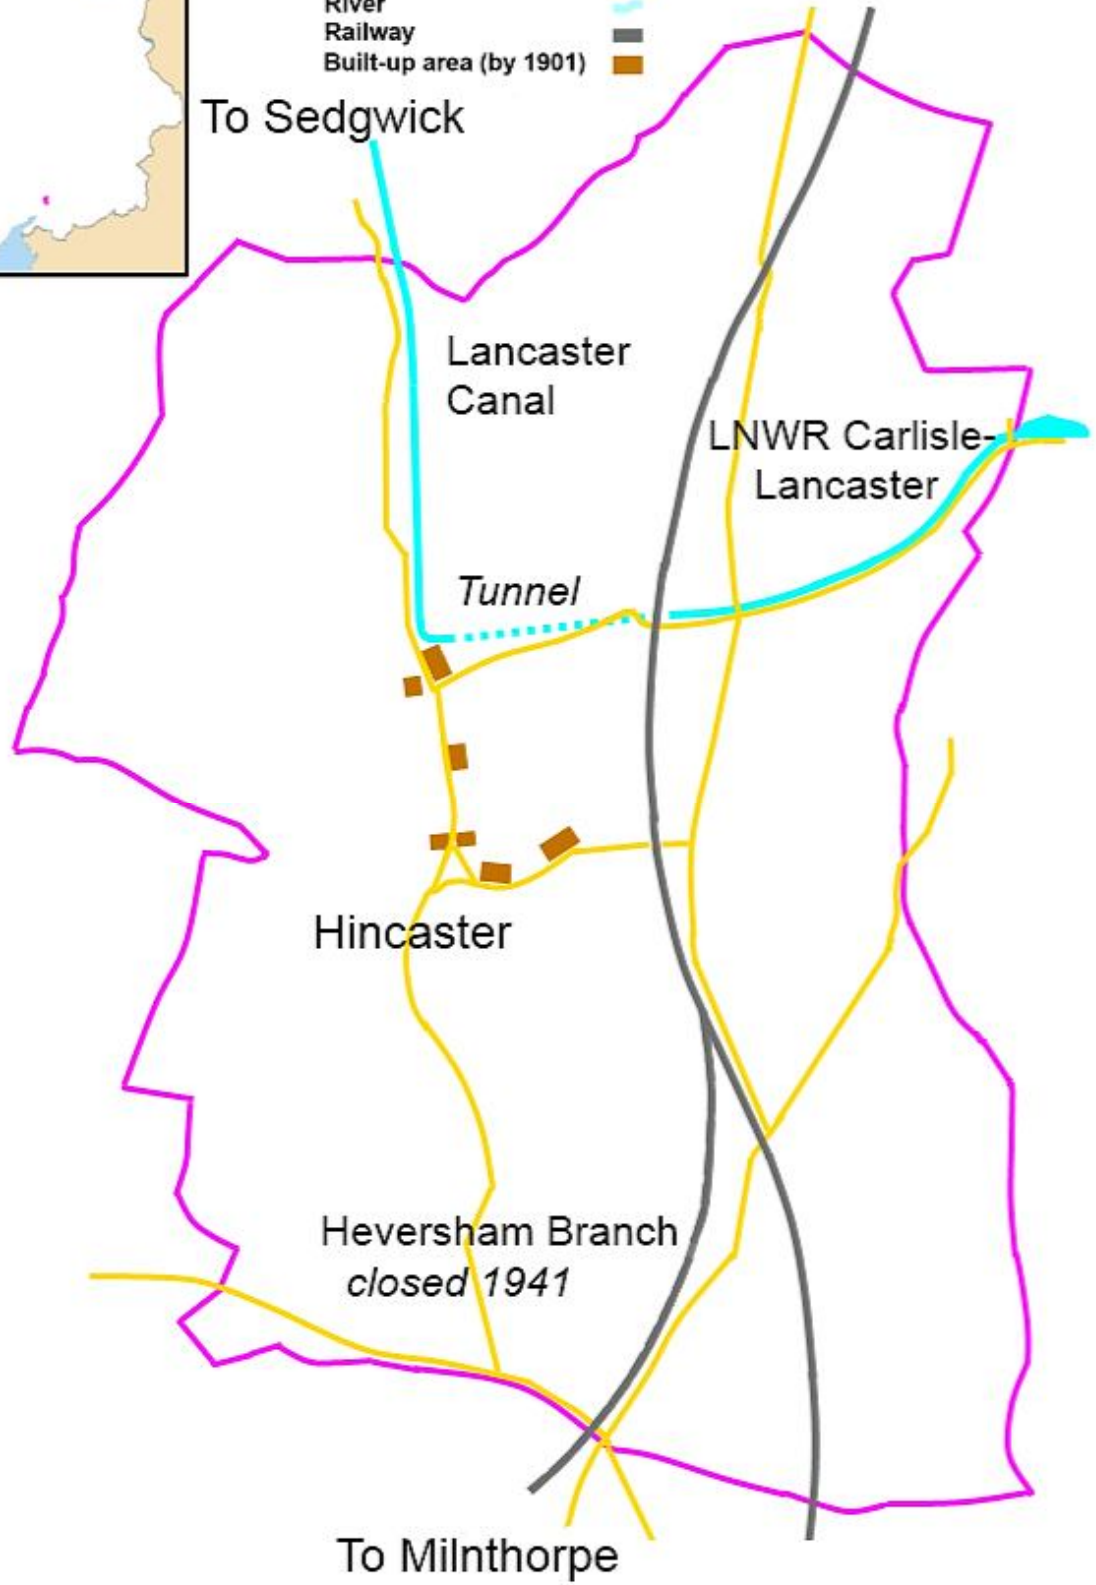 River
Railway
Built-up area (by 1901)
To Sedgwick
Lancaster
Canal
LNWR Carlisle-
Lancaster
Tunnel
Hincaster
Heversham Branch
closed 1941
To Milnthorpe